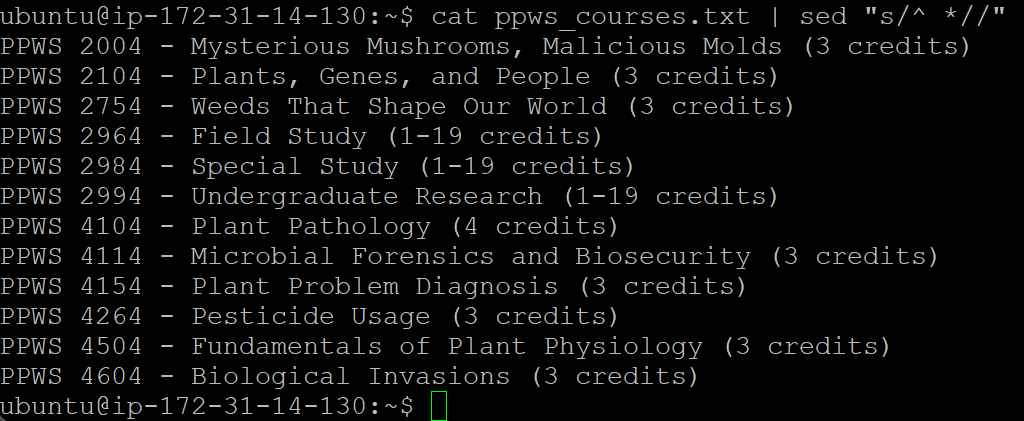 ubuntu@ip-172-31-14-130:~$ cat ppws_courses.txt | sed "s/^ *//"
PPWS 2004 - Mysterious Mushrooms, Malicious Molds (3 credits)
PPWS 2104 - Plants, Genes, and People (3 credits)
PPWS 2754 - Weeds That Shape Our World (3 credits)
PPWS 2964 - Field Study (1-19 credits)
PPWS 2984 - Special Study (1-19 credits)
PPWS 2994 - Undergraduate Research (1-19 credits)
PPWS 4104 - Plant Pathology (4 credits)
PPWS 4114 - Microbial Forensics and Biosecurity (3 credits)
PPWS 4154 - Plant Problem Diagnosis (3 credits)
PPWS 4264 - Pesticide Usage (3 credits)
PPWS 4504 - Fundamentals of Plant Physiology (3 credits)
PPWS 4604 - Biological Invasions (3 credits)
ubuntu@ip-172-31-14-130:~$